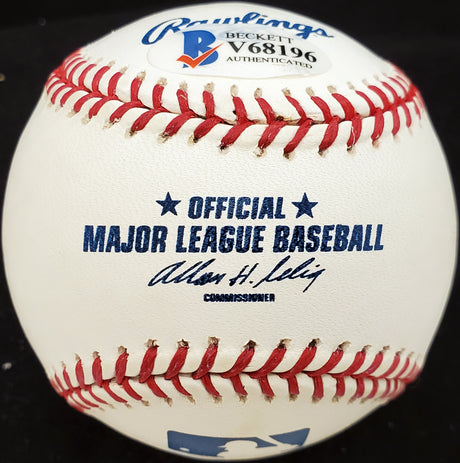 Rawlings
BECKETT
V68196
AUTHENTICATED
★ OFFICIAL ★
MAJOR LEAGUE BASEBALL
Allan H. Selig
COMMISSIONER